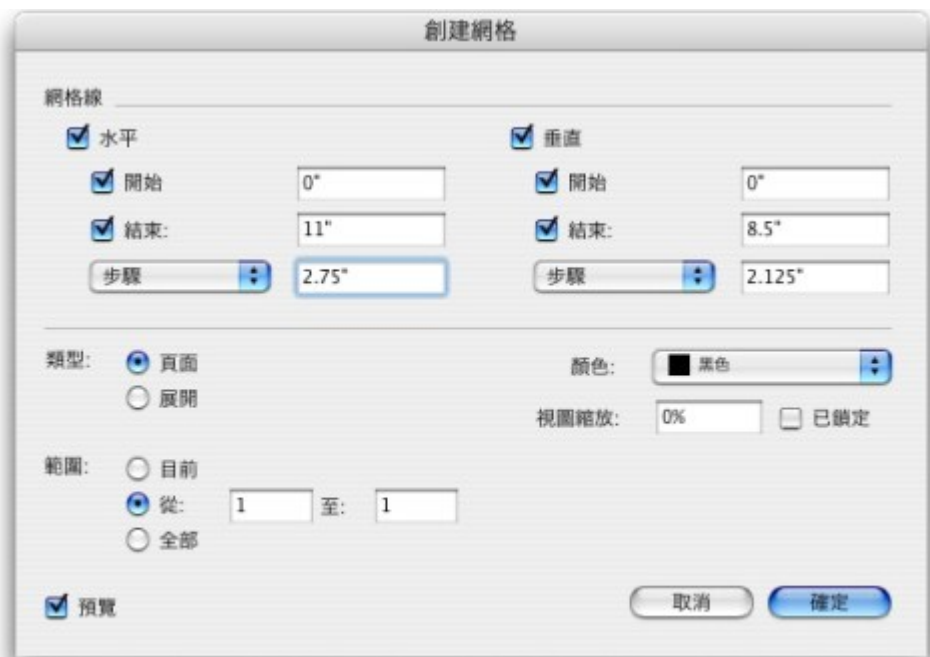 創建網格
網格線
水平 垂直
開始 0" 開始 0"
結束: 11" 結束: 8.5"
步驟 2.75" 步驟 2.125"
類型: 頁面 顏色: 黑色
展開
視圖縮放: 0% 已鎖定
範圍: 目前
從: 1 至: 1
全部
預覽 取消 確定